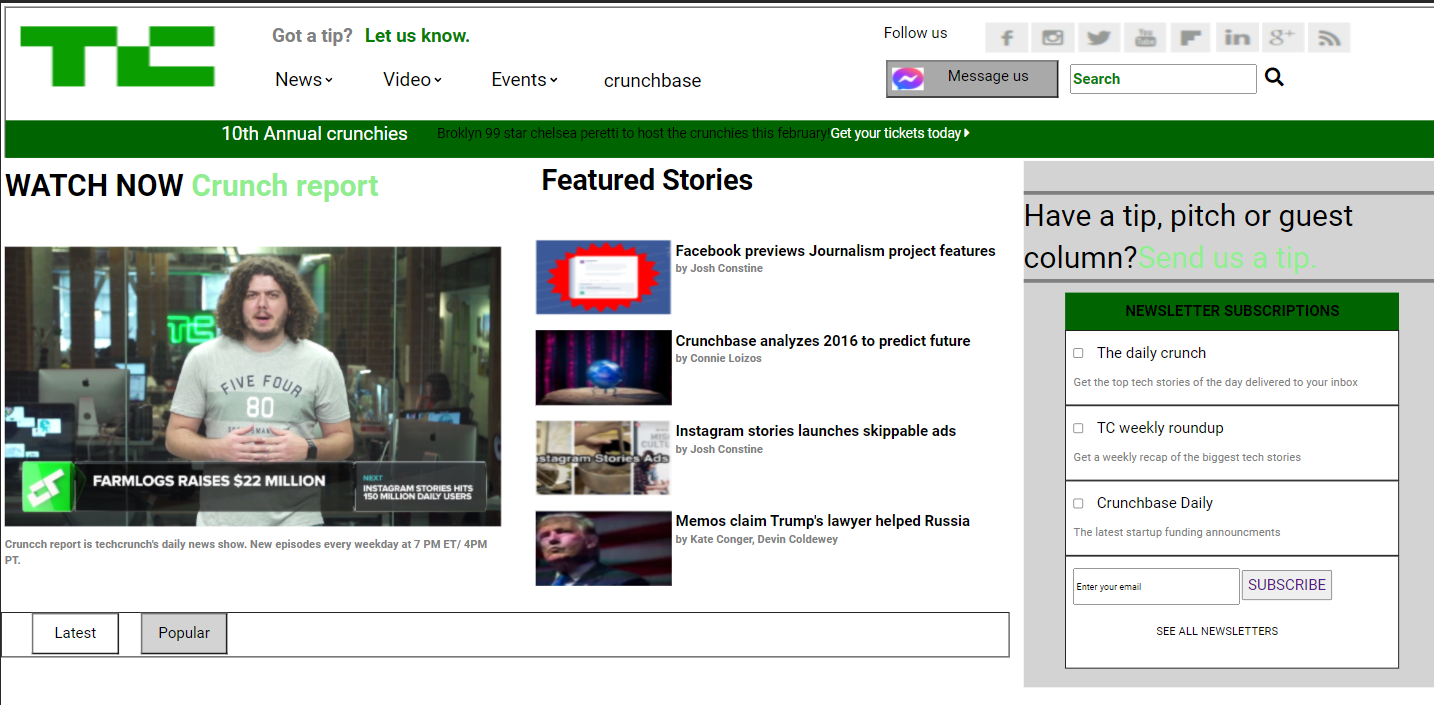 TC
Got a tip? Let us know.
Follow us
f You Tube in g+
News Video Events crunchbase
Message us
Search
10th Annual crunchies Broklyn 99 star chelsea peretti to host the crunchies this february Get your tickets today
WATCH NOW Crunch report
TC
FIVE FOUR
80
FARMLOGS RAISES $22 MILLION
NEXT
INSTAGRAM STORIES HITS
150 MILLION DAILY USERS
Cruncch report is techcrunch's daily news show. New episodes every weekday at 7 PM ET/ 4PM
PT.
Featured Stories
Facebook previews Journalism project features
by Josh Constine
Crunchbase analyzes 2016 to predict future
by Connie Loizos
Instagram stories launches skippable ads
by Josh Constine
stagram Stories Ads
Memos claim Trump's lawyer helped Russia
by Kate Conger, Devin Coldewey
Latest Popular
Have a tip, pitch or guest
column?Send us a tip.
NEWSLETTER SUBSCRIPTIONS
The daily crunch
Get the top tech stories of the day delivered to your inbox
TC weekly roundup
Get a weekly recap of the biggest tech stories
Crunchbase Daily
The latest startup funding announcments
Enter your email SUBSCRIBE
SEE ALL NEWSLETTERS